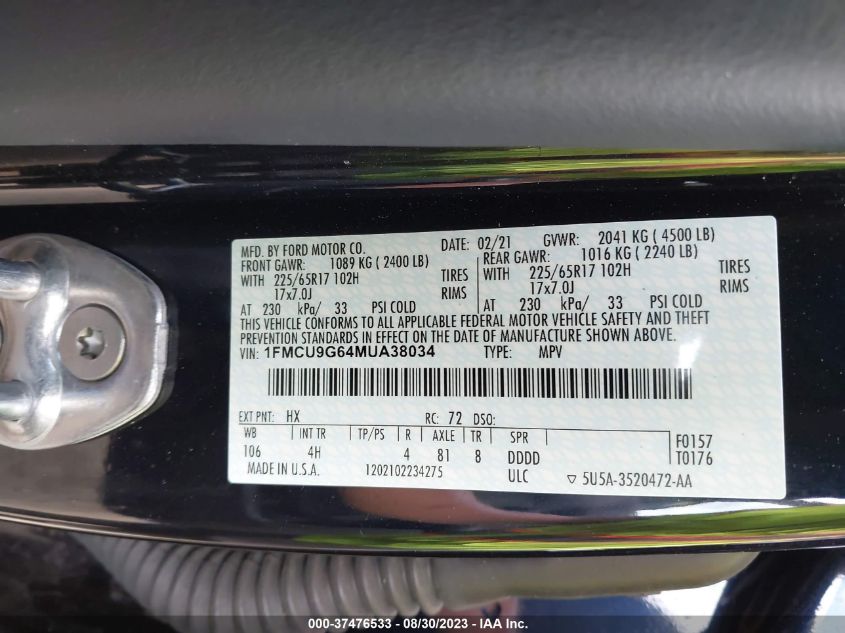 MFD. BY FORD MOTOR CO. DATE: 02/21 GVWR: 2041 KG ( 4500 LB)
FRONT GAWR: 1089 KG ( 2400 LB) REAR GAWR: 1016 KG ( 2240 LB)
WITH 225/65R17 102H TIRES WITH 225/65R17 102H TIRES
17x7.0J RIMS 17x7.0J RIMS
AT 230 kPa/ 33 PSI COLD AT 230 kPa/ 33 PSI COLD
THIS VEHICLE CONFORMS TO ALL APPLICABLE FEDERAL MOTOR VEHICLE SAFETY AND THEFT
PREVENTION STANDARDS IN EFFECT ON THE DATE OF MANUFACTURE SHOWN ABOVE.
VIN: 1FMCU9G64MUA38034 TYPE: MPV
EXT PNT: HX RC: 72 DSO:
WB INT TR TP/PS R AXLE TR SPR F0157
106 4H 4 81 8 DDDD T0176
MADE IN U.S.A. 1202102234275 ULC ▽ 5U5A-3520472-AA
000-37476533 - 08/30/2023 - IAA Inc.